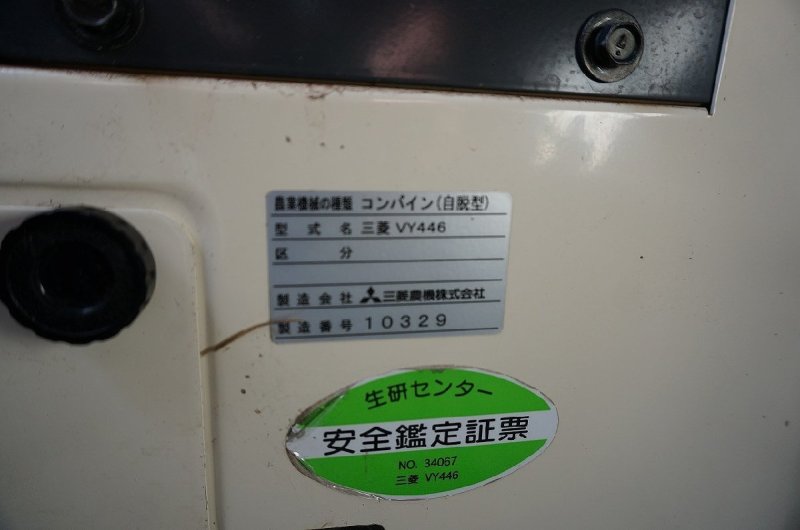 農業機械の種類 コンバイン(自脱型)
型式名 三菱 VY446
区分
製造会社 三菱農機株式会社
製造番号 10329
生研センター
安全鑑定証票
NO. 34067
三菱 VY446